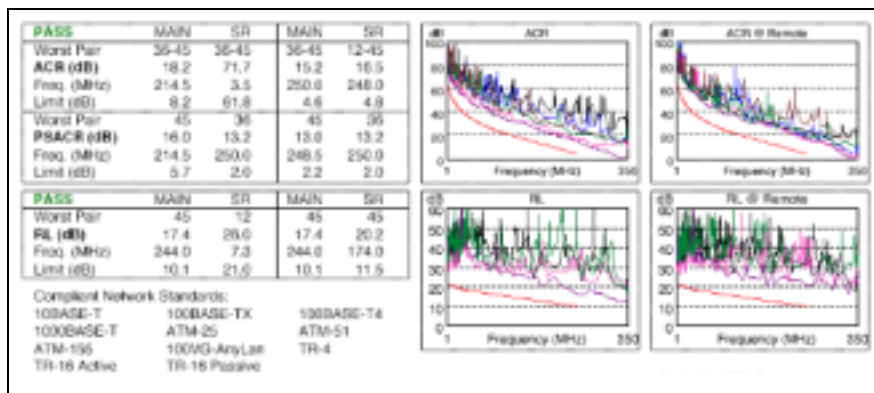 PASS MAIN SR MAIN SR
Worst Pair 36-45 36-45 36-45 12-45
ACR (dB) 18.2 71.7 15.2 16.5
Freq. (MHz) 214.5 3.5 250.0 248.0
Limit (dB) 8.2 61.8 4.6 4.8
Worst Pair 45 36 45 36
PSACR (dB) 16.0 13.2 13.0 13.2
Freq. (MHz) 214.5 250.0 248.5 250.0
Limit (dB) 5.7 2.0 2.2 2.0
PASS MAIN SR MAIN SR
Worst Pair 45 12 45 45
RL (dB) 17.4 26.0 17.4 20.2
Freq. (MHz) 244.0 7.3 244.0 174.0
Limit (dB) 10.1 21.0 10.1 11.5
Compliant Network Standards:
10BASE-T 100BASE-TX 100BASE-T4
1000BASE-T ATM-25 ATM-51
ATM-155 100VG-AnyLan TR-4
TR-16 Active TR-16 Passive
dB ACR
100
80
60
40
20
0
1 Frequency (MHz) 350
dB ACR @ Remote
100
80
60
40
20
0
1 Frequency (MHz) 350
dB RL
60
50
40
30
20
10
0
1 Frequency (MHz) 350
dB RL @ Remote
60
50
40
30
20
10
0
1 Frequency (MHz) 350